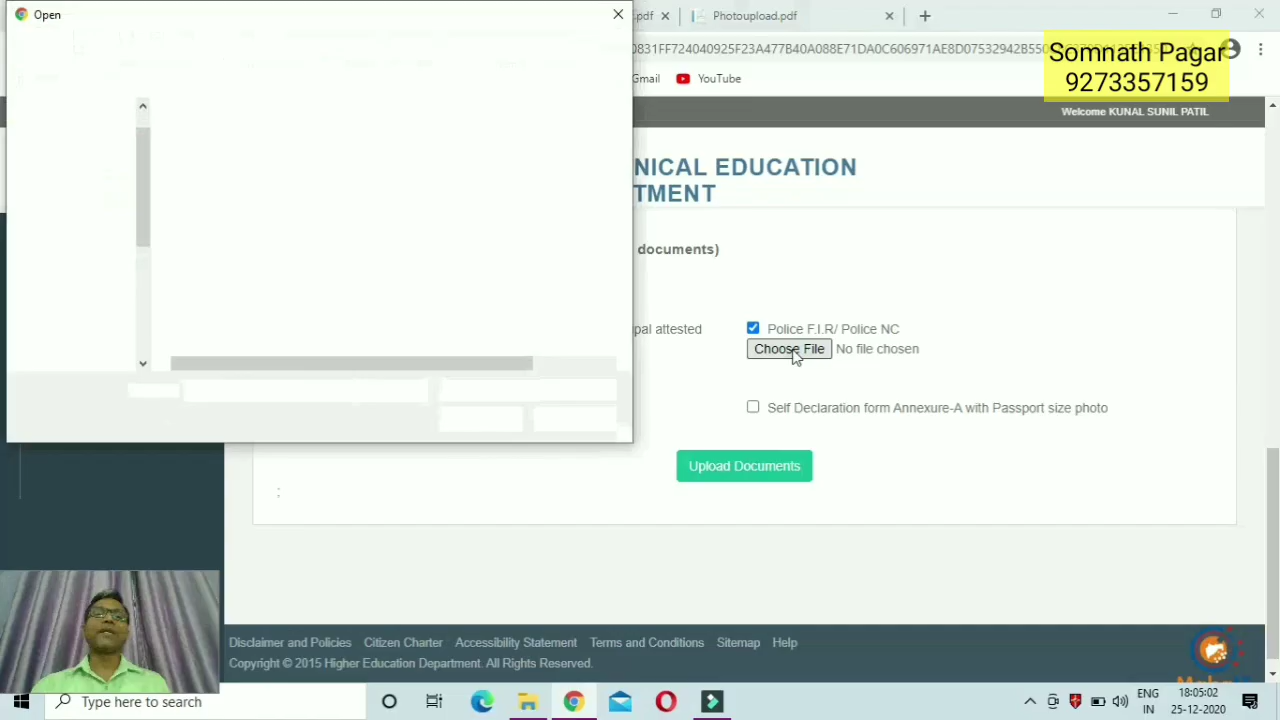 Open
.pdf
Photoupload.pdf
Gmail
YouTube
Somnath Pagar
9273357159
Welcome KUNAL SUNIL PATIL
NICAL EDUCATION
TMENT
documents)
pal attested
Police F.I.R/ Police NC
Choose File
No file chosen
Self Declaration form Annexure-A with Passport size photo
Upload Documents
:
Disclaimer and Policies
Citizen Charter
Accessibility Statement
Terms and Conditions
Sitemap
Help
Copyright © 2015 Higher Education Department. All Rights Reserved.
Type here to search
ENG
IN
18:05:02
25-12-2020